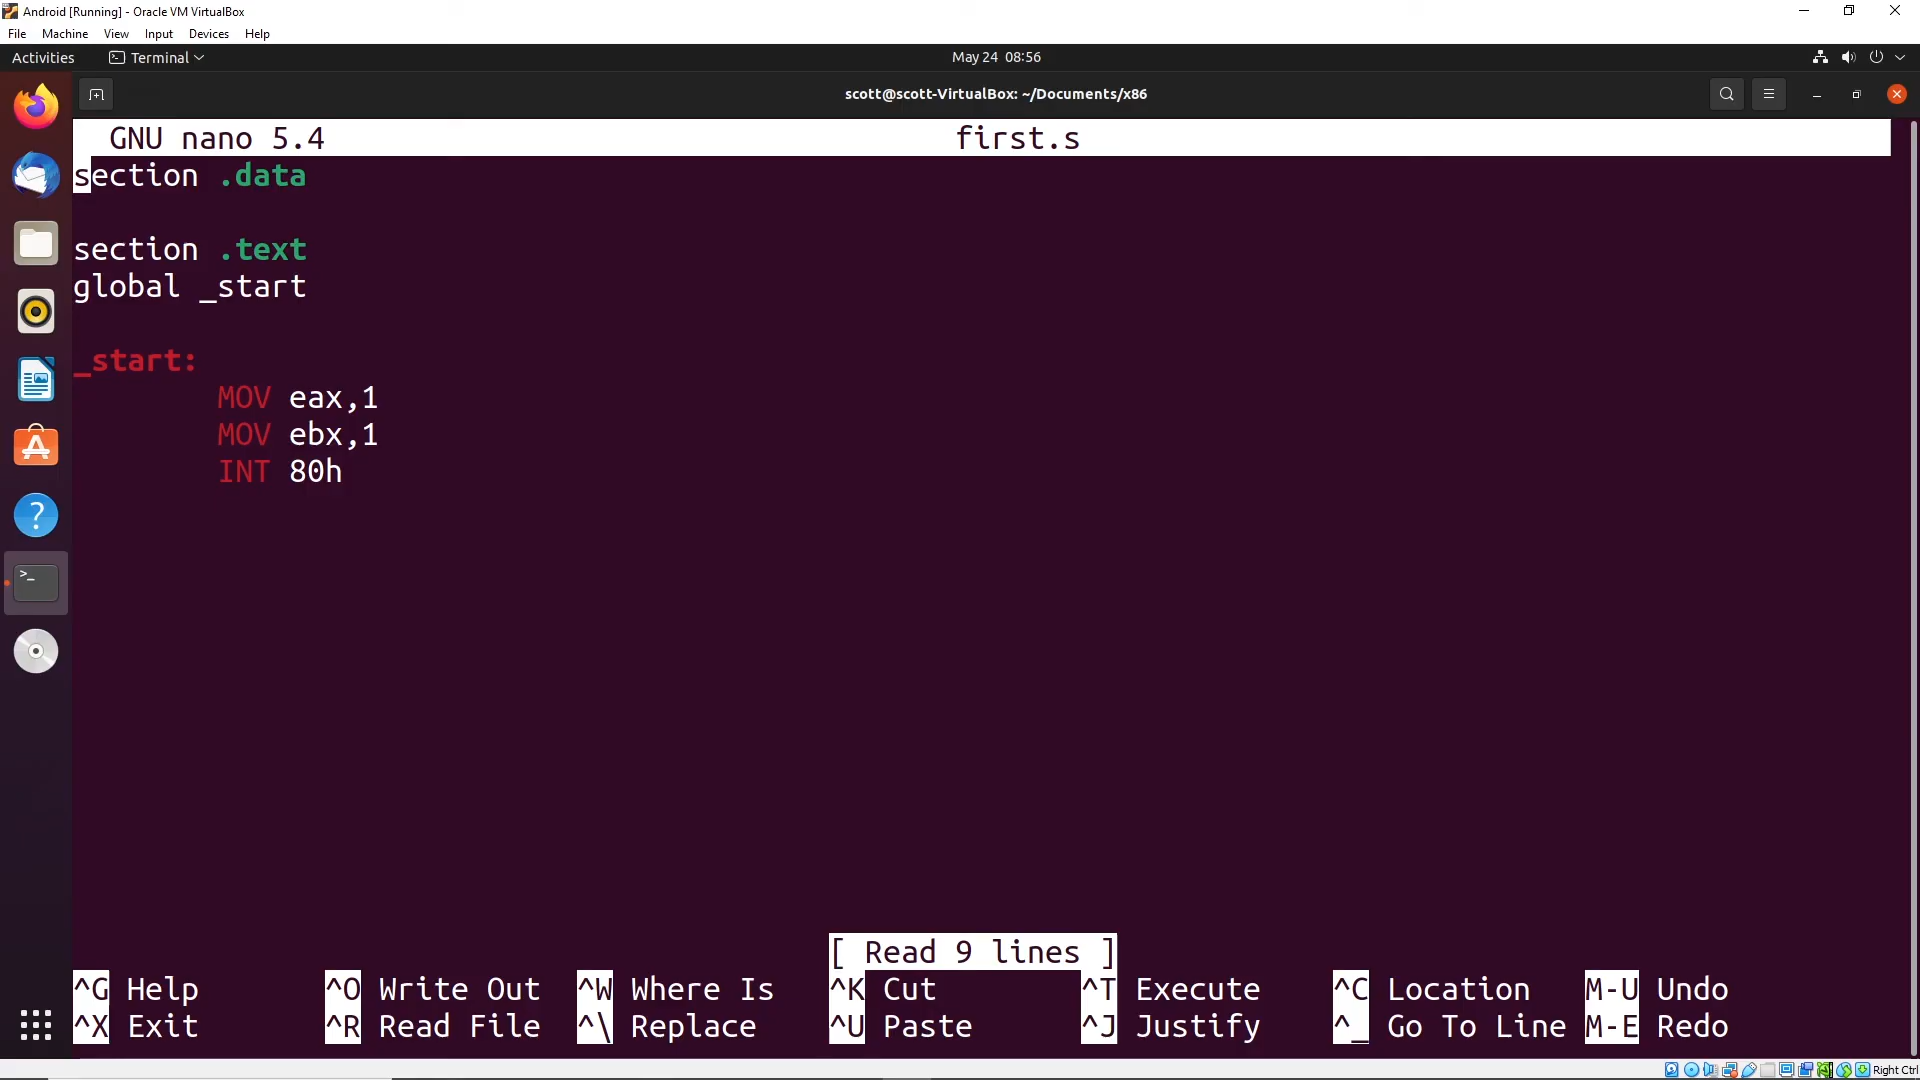 Android [Running] - Oracle VM VirtualBox
File Machine View Input Devices Help
Activities Terminal May 24 08:56
scott@scott-VirtualBox: ~/Documents/x86
GNU nano 5.4 first.s
section .data
section .text
global _start
_start:
MOV eax,1
MOV ebx,1
INT 80h
[ Read 9 lines ]
^G Help ^O Write Out ^W Where Is ^K Cut ^T Execute ^C Location M-U Undo
^X Exit ^R Read File ^\ Replace ^U Paste ^J Justify ^_ Go To Line M-E Redo
Right Ctrl